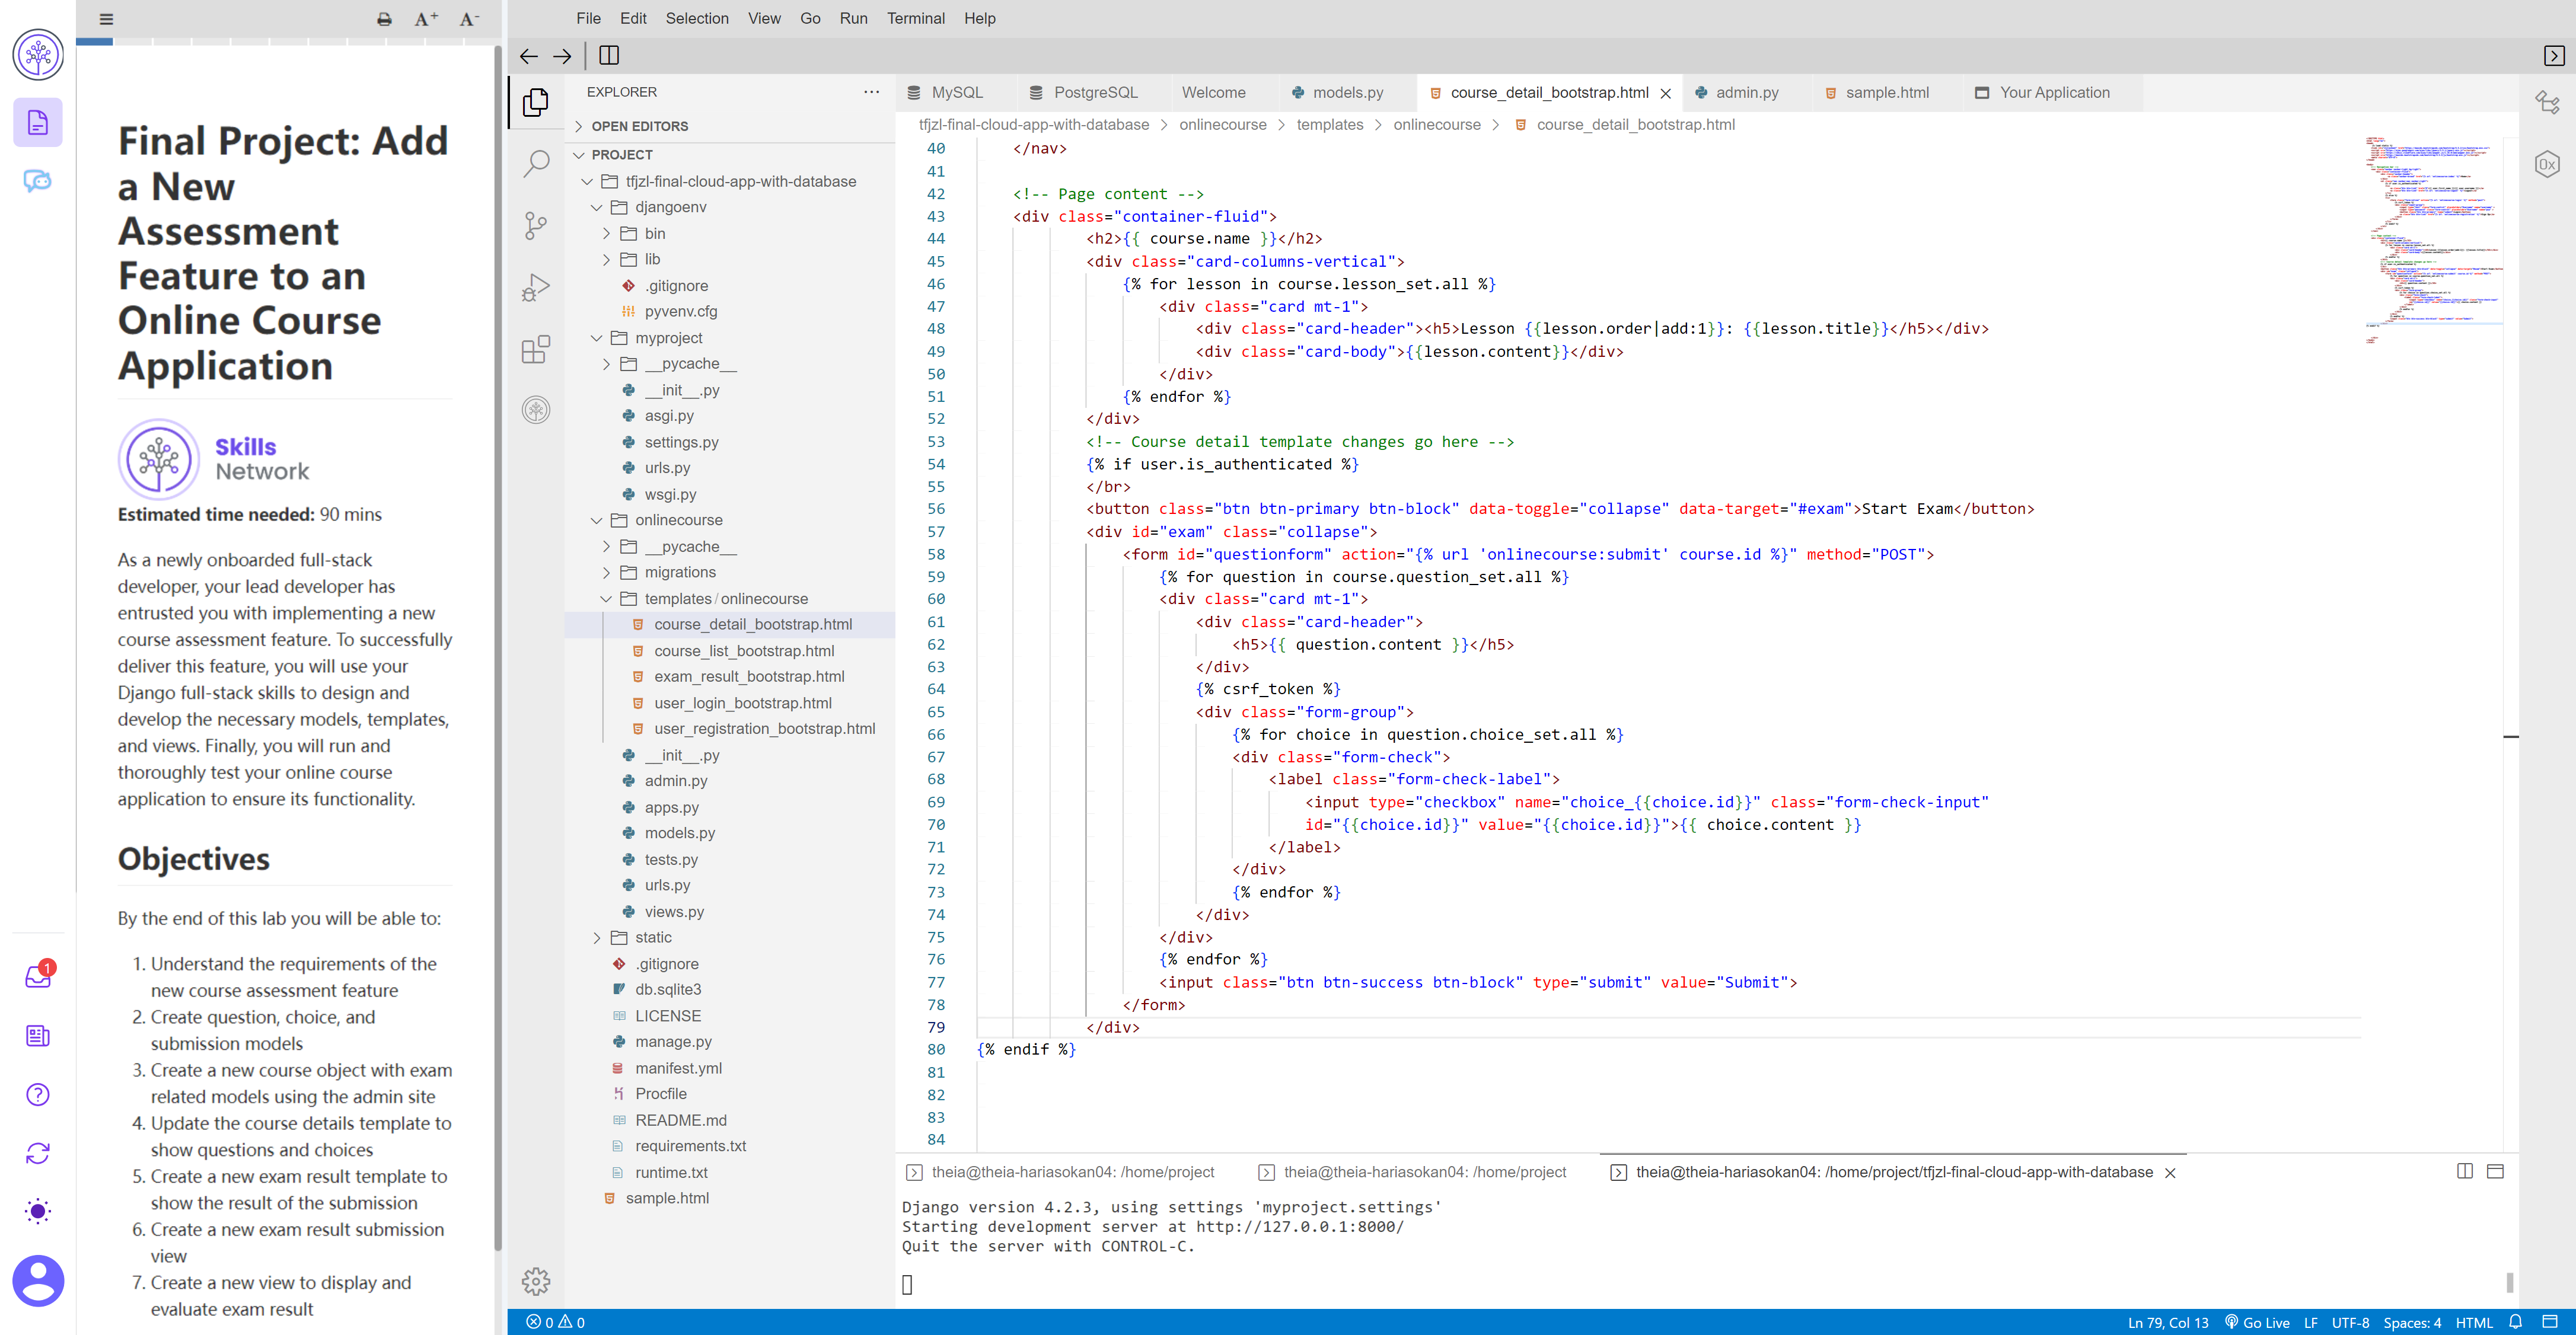 A+ A-
Final Project: Add
a New
Assessment
Feature to an
Online Course
Application
Skills
Network
Estimated time needed: 90 mins
As a newly onboarded full-stack
developer, your lead developer has
entrusted you with implementing a new
course assessment feature. To successfully
deliver this feature, you will use your
Django full-stack skills to design and
develop the necessary models, templates,
and views. Finally, you will run and
thoroughly test your online course
application to ensure its functionality.
Objectives
By the end of this lab you will be able to:
1. Understand the requirements of the
new course assessment feature
2. Create question, choice, and
submission models
3. Create a new course object with exam
related models using the admin site
4. Update the course details template to
show questions and choices
5. Create a new exam result template to
show the result of the submission
6. Create a new exam result submission
view
7. Create a new view to display and
evaluate exam result
1
File Edit Selection View Go Run Terminal Help
EXPLORER
OPEN EDITORS
PROJECT
tfjzl-final-cloud-app-with-database
djangoenv
bin
lib
.gitignore
pyvenv.cfg
myproject
__pycache__
__init__.py
asgi.py
settings.py
urls.py
wsgi.py
onlinecourse
__pycache__
migrations
templates/onlinecourse
course_detail_bootstrap.html
course_list_bootstrap.html
exam_result_bootstrap.html
user_login_bootstrap.html
user_registration_bootstrap.html
__init__.py
admin.py
apps.py
models.py
tests.py
urls.py
views.py
static
.gitignore
db.sqlite3
LICENSE
manage.py
manifest.yml
Procfile
README.md
requirements.txt
runtime.txt
sample.html
MySQL PostgreSQL Welcome models.py course_detail_bootstrap.html admin.py sample.html Your Application
tfjzl-final-cloud-app-with-database > onlinecourse > templates > onlinecourse > course_detail_bootstrap.html
40 </nav>
41
42 <!-- Page content -->
43 <div class="container-fluid">
44 <h2>{{ course.name }}</h2>
45 <div class="card-columns-vertical">
46 {% for lesson in course.lesson_set.all %}
47 <div class="card mt-1">
48 <div class="card-header"><h5>Lesson {{lesson.order|add:1}}: {{lesson.title}}</h5></div>
49 <div class="card-body">{{lesson.content}}</div>
50 </div>
51 {% endfor %}
52 </div>
53 <!-- Course detail template changes go here -->
54 {% if user.is_authenticated %}
55 </br>
56 <button class="btn btn-primary btn-block" data-toggle="collapse" data-target="#exam">Start Exam</button>
57 <div id="exam" class="collapse">
58 <form id="questionform" action="{% url 'onlinecourse:submit' course.id %}" method="POST">
59 {% for question in course.question_set.all %}
60 <div class="card mt-1">
61 <div class="card-header">
62 <h5>{{ question.content }}</h5>
63 </div>
64 {% csrf_token %}
65 <div class="form-group">
66 {% for choice in question.choice_set.all %}
67 <div class="form-check">
68 <label class="form-check-label">
69 <input type="checkbox" name="choice_{{choice.id}}" class="form-check-input"
70 id="{{choice.id}}" value="{{choice.id}}">{{ choice.content }}
71 </label>
72 </div>
73 {% endfor %}
74 </div>
75 </div>
76 {% endfor %}
77 <input class="btn btn-success btn-block" type="submit" value="Submit">
78 </form>
79 </div>
80 {% endif %}
81
82
83
84
theia@theia-hariasokan04: /home/project theia@theia-hariasokan04: /home/project theia@theia-hariasokan04: /home/project/tfjzl-final-cloud-app-with-database
Django version 4.2.3, using settings 'myproject.settings'
Starting development server at http://127.0.0.1:8000/
Quit the server with CONTROL-C.
0x
0 0 Ln 79, Col 13 Go Live LF UTF-8 Spaces: 4 HTML